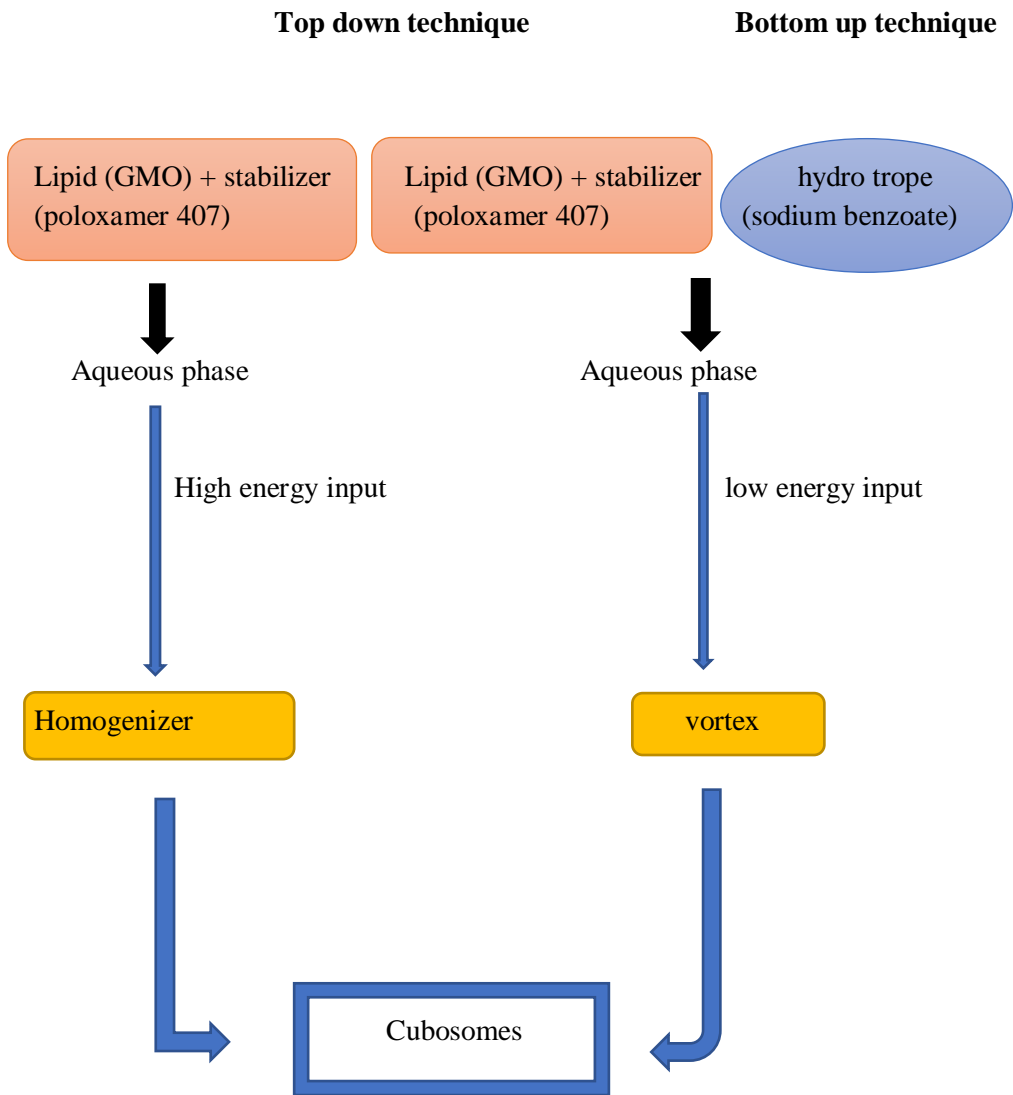 Top down technique
Bottom up technique
Lipid (GMO) + stabilizer
(poloxamer 407)
Lipid (GMO) + stabilizer
(poloxamer 407)
hydro trope
(sodium benzoate)
Aqueous phase
Aqueous phase
High energy input
low energy input
Homogenizer
vortex
Cubosomes